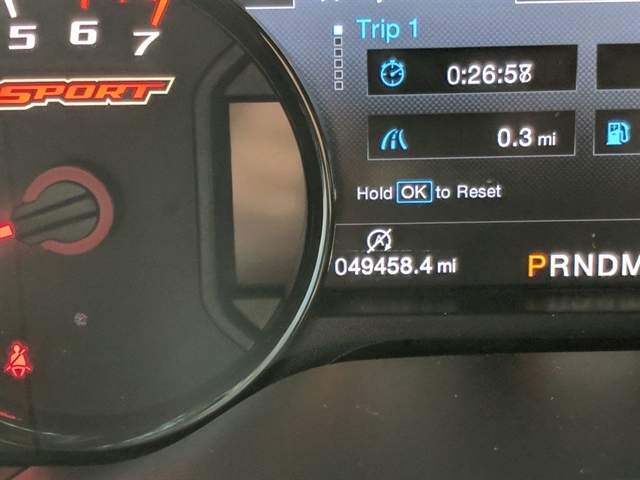 5 6 7
SPORT
Trip 1
0:26:58
0.3 mi
Hold OK to Reset
049458.4 mi
PRNDM